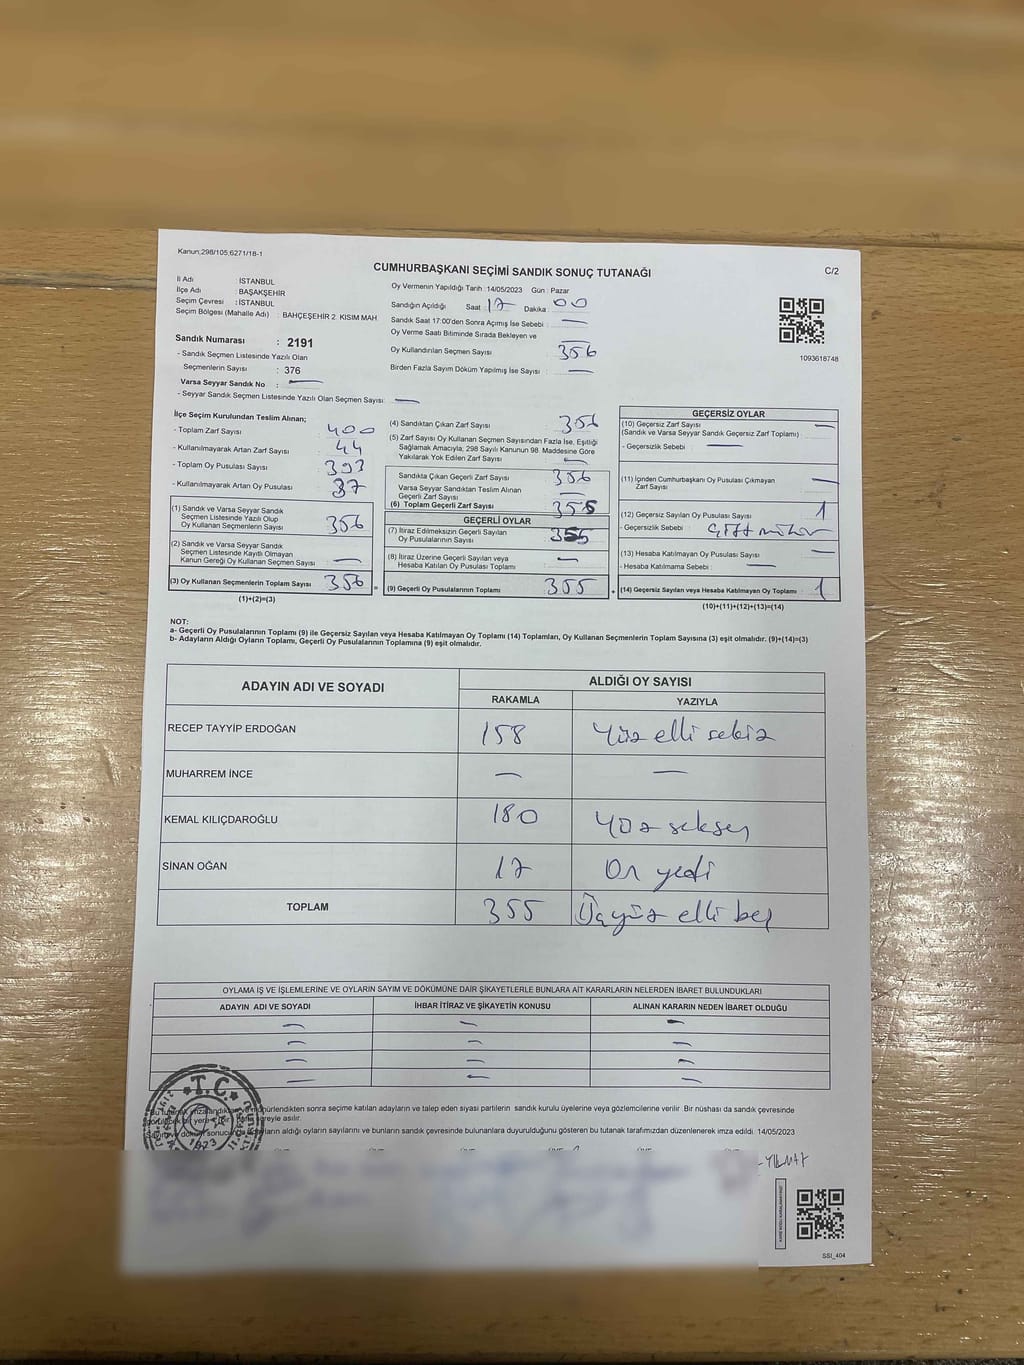 Kanun;298/105;6271/18-1
C/2
CUMHURBAŞKANI SEÇİMİ SANDIK SONUÇ TUTANAĞI
İl Adı : İSTANBUL
İlçe Adı : BAŞAKŞEHİR
Seçim Çevresi : İSTANBUL
Seçim Bölgesi (Mahalle Adı) : BAHÇEŞEHİR 2. KISIM MAH.
Sandık Numarası : 2191
- Sandık Seçmen Listesinde Yazılı Olan
Seçmenlerin Sayısı : 376
Varsa Seyyar Sandık No : —
- Seyyar Sandık Seçmen Listesinde Yazılı Olan Seçmen Sayısı: —
Oy Vermenin Yapıldığı Tarih :14/05/2023 Gün : Pazar
Sandığın Açıldığı Saat : 17 Dakika : 00
Sandık Saat 17:00'den Sonra Açılmış İse Sebebi : —
Oy Verme Saati Bitiminde Sırada Bekleyen ve
Oy Kullandırılan Seçmen Sayısı : 356
Birden Fazla Sayım Döküm Yapılmış İse Sayısı : —
1093618748
İlçe Seçim Kurulundan Teslim Alınan;
- Toplam Zarf Sayısı : 400
- Kullanılmayarak Artan Zarf Sayısı : 44
- Toplam Oy Pusulası Sayısı : 393
- Kullanılmayarak Artan Oy Pusulası : 37
(1) Sandık ve Varsa Seyyar Sandık
Seçmen Listesinde Yazılı Olup
Oy Kullanan Seçmenlerin Sayısı : 356
(2) Sandık ve Varsa Seyyar Sandık
Seçmen Listesinde Kayıtlı Olmayan
Kanun Gereği Oy Kullanan Seçmen Sayısı : —
(3) Oy Kullanan Seçmenlerin Toplam Sayısı : 356 =
(1)+(2)=(3)
(4) Sandıktan Çıkan Zarf Sayısı : 356
(5) Zarf Sayısı Oy Kullanan Seçmen Sayısından Fazla İse, Eşitliği
Sağlamak Amacıyla; 298 Sayılı Kanunun 98. Maddesine Göre
Yakılarak Yok Edilen Zarf Sayısı : —
Sandıkta Çıkan Geçerli Zarf Sayısı : 356
Varsa Seyyar Sandıktan Teslim Alınan
Geçerli Zarf Sayısı : —
(6) Toplam Geçerli Zarf Sayısı : 356
GEÇERLİ OYLAR
(7) İtiraz Edilmeksizin Geçerli Sayılan
Oy Pusulalarının Sayısı : 355
(8) İtiraz Üzerine Geçerli Sayılan veya
Hesaba Katılan Oy Pusulası Toplamı : —
(9) Geçerli Oy Pusulalarının Toplamı : 355 +
GEÇERSİZ OYLAR
(10) Geçersiz Zarf Sayısı : —
(Sandık ve Varsa Seyyar Sandık Geçersiz Zarf Toplamı)
- Geçersizlik Sebebi : —
(11) İçinden Cumhurbaşkanı Oy Pusulası Çıkmayan
Zarf Sayısı : —
(12) Geçersiz Sayılan Oy Pusulası Sayısı : 1
- Geçersizlik Sebebi : Çift mühür
(13) Hesaba Katılmayan Oy Pusulası Sayısı : —
- Hesaba Katılmama Sebebi : —
(14) Geçersiz Sayılan veya Hesaba Katılmayan Oy Toplamı : 1
(10)+(11)+(12)+(13)=(14)
NOT:
a- Geçerli Oy Pusulalarının Toplamı (9) ile Geçersiz Sayılan veya Hesaba Katılmayan Oy Toplamı (14) Toplamları, Oy Kullanan Seçmenlerin Toplam Sayısına (3) eşit olmalıdır. (9)+(14)=(3)
b- Adayların Aldığı Oyların Toplamı, Geçerli Oy Pusulalarının Toplamına (9) eşit olmalıdır.
ADAYIN ADI VE SOYADI
ALDIĞI OY SAYISI
RAKAMLA YAZIYLA
RECEP TAYYİP ERDOĞAN 158 Yüz elli sekiz
MUHARREM İNCE — —
KEMAL KILIÇDAROĞLU 180 Yüz seksen
SİNAN OĞAN 17 On yedi
TOPLAM 355 Üçyüz elli beş
OYLAMA İŞ VE İŞLEMLERİNE VE OYLARIN SAYIM VE DÖKÜMÜNE DAİR ŞİKAYETLERLE BUNLARA AİT KARARLARIN NELERDEN İBARET BULUNDUKLARI
ADAYIN ADI VE SOYADI İHBAR İTİRAZ VE ŞİKAYETİN KONUSU ALINAN KARARIN NEDEN İBARET OLDUĞU
— — —
— — —
— — —
— — —
T.C.
1923
Bu tutanak imzalandıktan ve mühürlendikten sonra seçime katılan adayların ve talep eden siyasi partilerin sandık kurulu üyelerine veya gözlemcilerine verilir. Bir nüshası da sandık çevresinde
asılır.
aldığı oyların sayılarını ve bunların sandık çevresinde bulunanlara duyurulduğunu gösteren bu tutanak tarafımızdan düzenlenerek imza edildi. 14/05/2023
YILMAZ
SSI_404